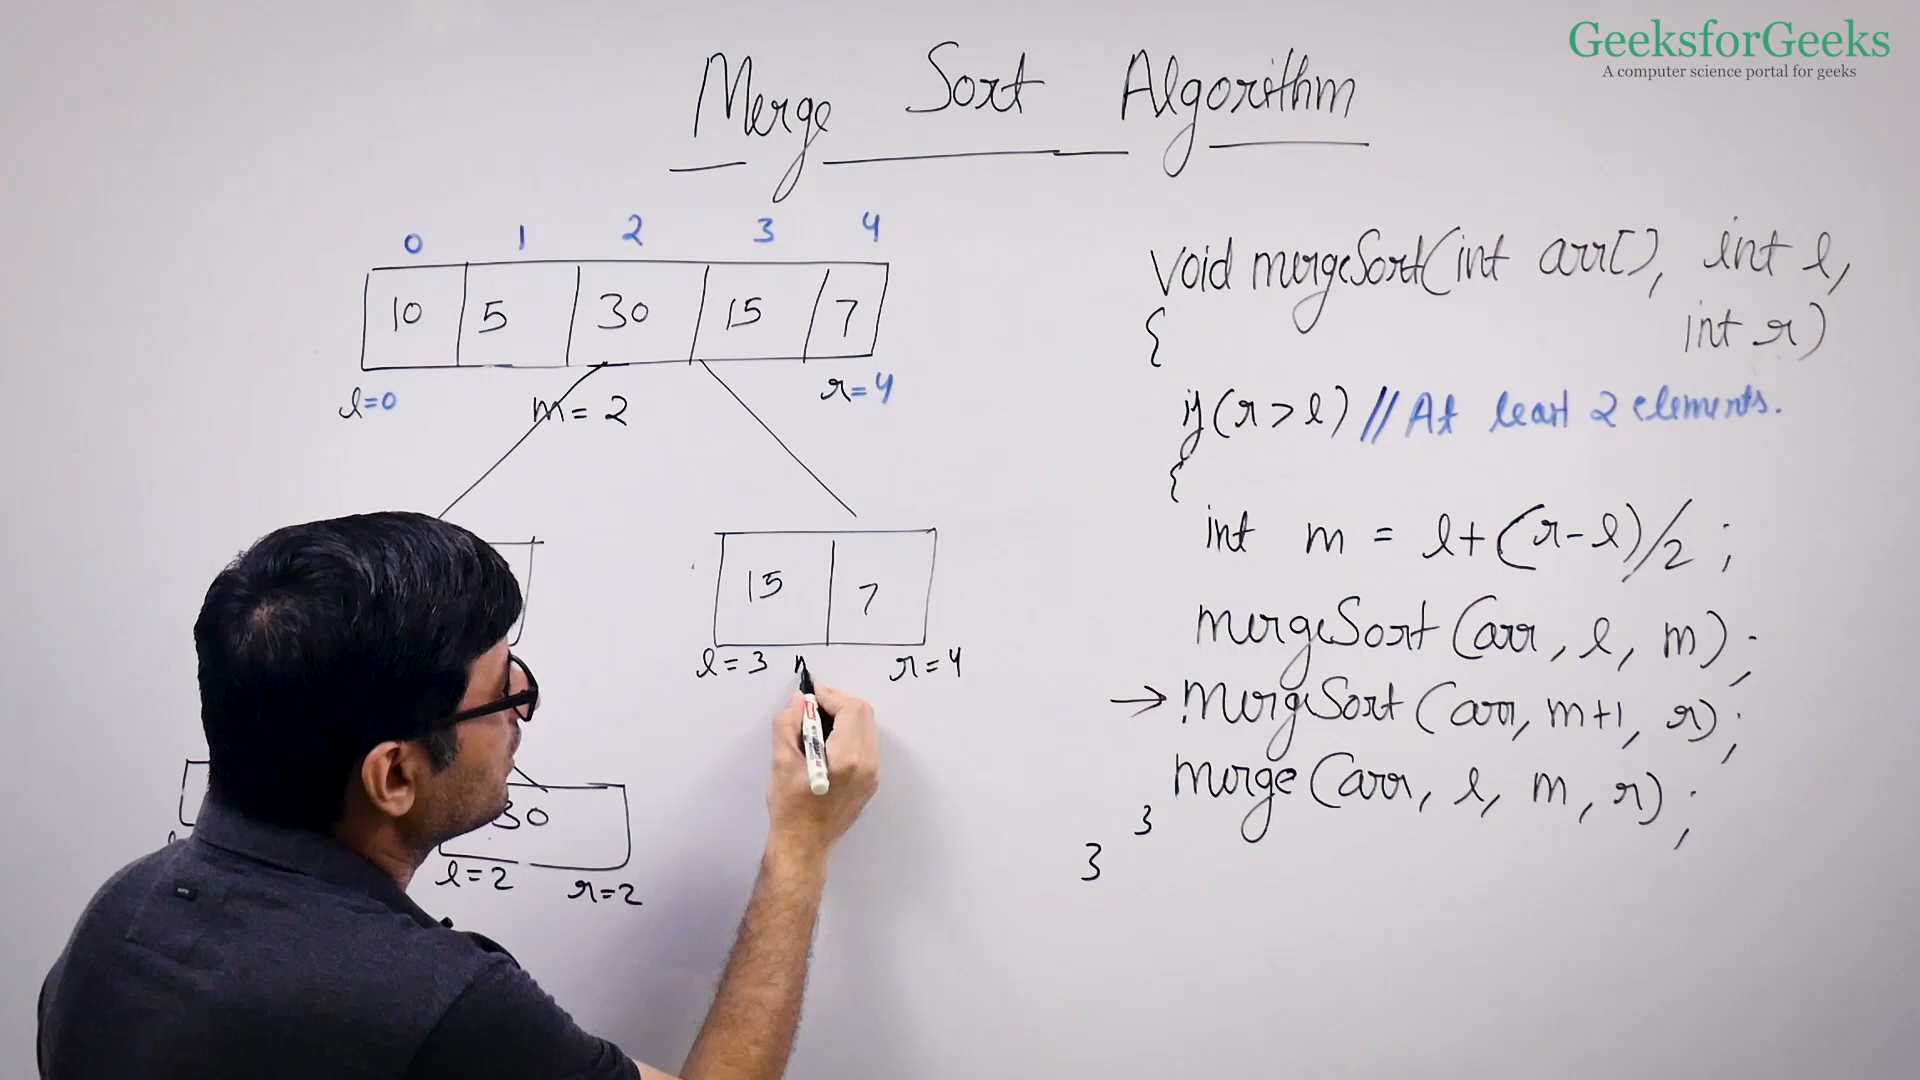 GeeksforGeeks
A computer science portal for geeks
Merge Sort Algorithm
0 1 2 3 4
10 5 30 15 7
l=0 m=2 r=4
15 7
l=3 r=4
30
l=2 r=2
void mergeSort(int arr[], int l,
int r)
{
if(r>l) // At least 2 elements.
{
int m = l+(r-l)/2;
mergeSort(arr, l, m);
→ mergeSort(arr, m+1, r);
merge(arr, l, m, r);
}
}